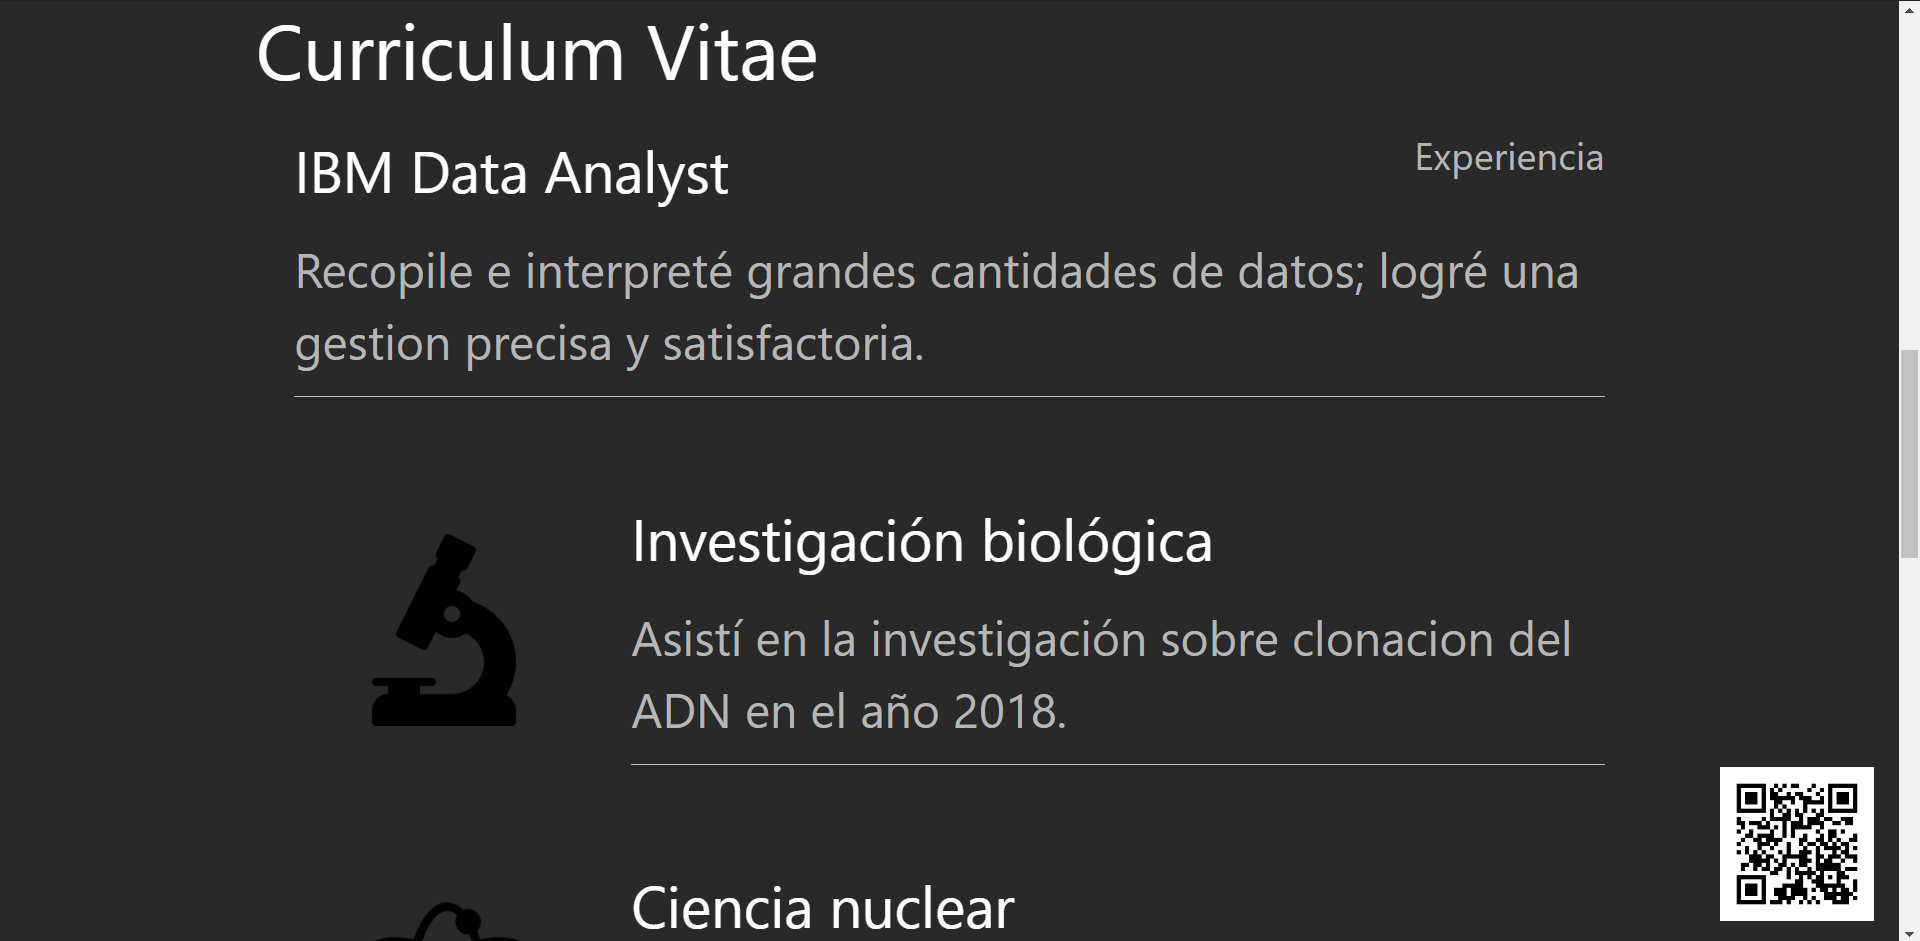 Curriculum Vitae
IBM Data Analyst
Experiencia
Recopile e interpreté grandes cantidades de datos; logré una
gestion precisa y satisfactoria.
Investigación biológica
Asistí en la investigación sobre clonacion del
ADN en el año 2018.
Ciencia nuclear